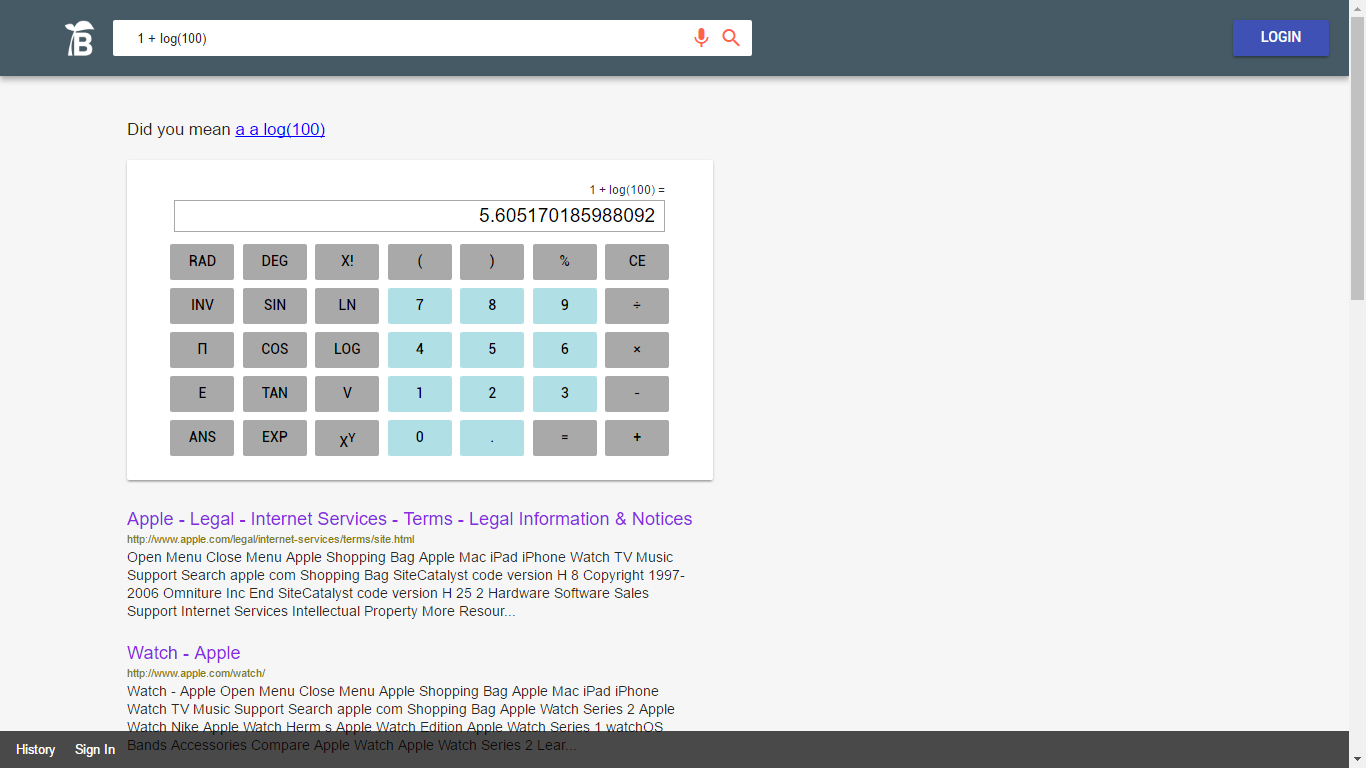 B
1 + log(100)
LOGIN
Did you mean a a log(100)
1 + log(100) =
5.605170185988092
RAD DEG X! ( ) % CE
INV SIN LN 7 8 9 ÷
Π COS LOG 4 5 6 ×
E TAN V 1 2 3 -
ANS EXP XY 0 . = +
Apple - Legal - Internet Services - Terms - Legal Information & Notices
http://www.apple.com/legal/internet-services/terms/site.html
Open Menu Close Menu Apple Shopping Bag Apple Mac iPad iPhone Watch TV Music
Support Search apple com Shopping Bag SiteCatalyst code version H 8 Copyright 1997-
2006 Omniture Inc End SiteCatalyst code version H 25 2 Hardware Software Sales
Support Internet Services Intellectual Property More Resour...
Watch - Apple
http://www.apple.com/watch/
Watch - Apple Open Menu Close Menu Apple Shopping Bag Apple Mac iPad iPhone
Watch TV Music Support Search apple com Shopping Bag Apple Watch Series 2 Apple
Watch Nike Apple Watch Herm s Apple Watch Edition Apple Watch Series 1 watchOS
Bands Accessories Compare Apple Watch Apple Watch Series 2 Lear...
History Sign In